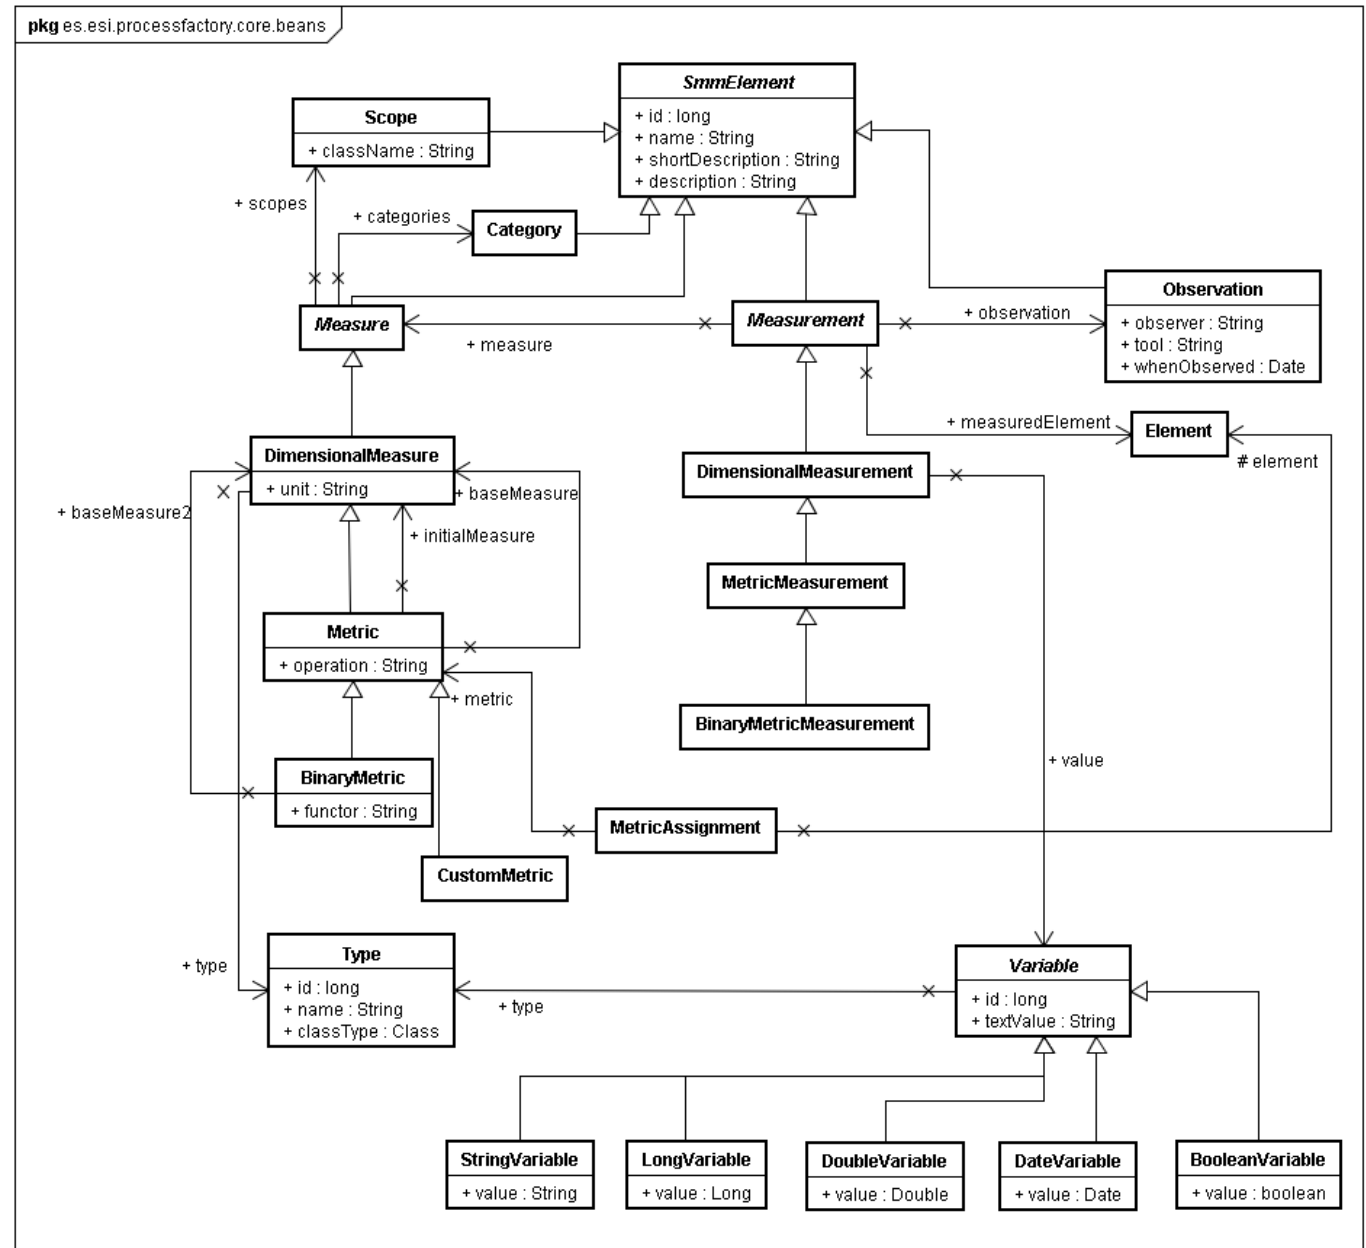 pkg es.esi.processfactory.core.beans
SmmElement
+ id : long
+ name : String
+ shortDescription : String
+ description : String
Scope
+ className : String
+ scopes
+ categories
Category
Observation
+ observer : String
+ tool : String
+ whenObserved : Date
Measure
+ measure
Measurement
+ observation
+ measuredElement
Element
# element
DimensionalMeasure
+ unit : String
+ baseMeasure
+ baseMeasure2
+ initialMeasure
DimensionalMeasurement
MetricMeasurement
Metric
+ operation : String
+ metric
BinaryMetricMeasurement
+ value
BinaryMetric
+ functor : String
MetricAssignment
CustomMetric
Type
+ id : long
+ name : String
+ classType : Class
+ type
+ type
Variable
+ id : long
+ textValue : String
StringVariable
+ value : String
LongVariable
+ value : Long
DoubleVariable
+ value : Double
DateVariable
+ value : Date
BooleanVariable
+ value : boolean